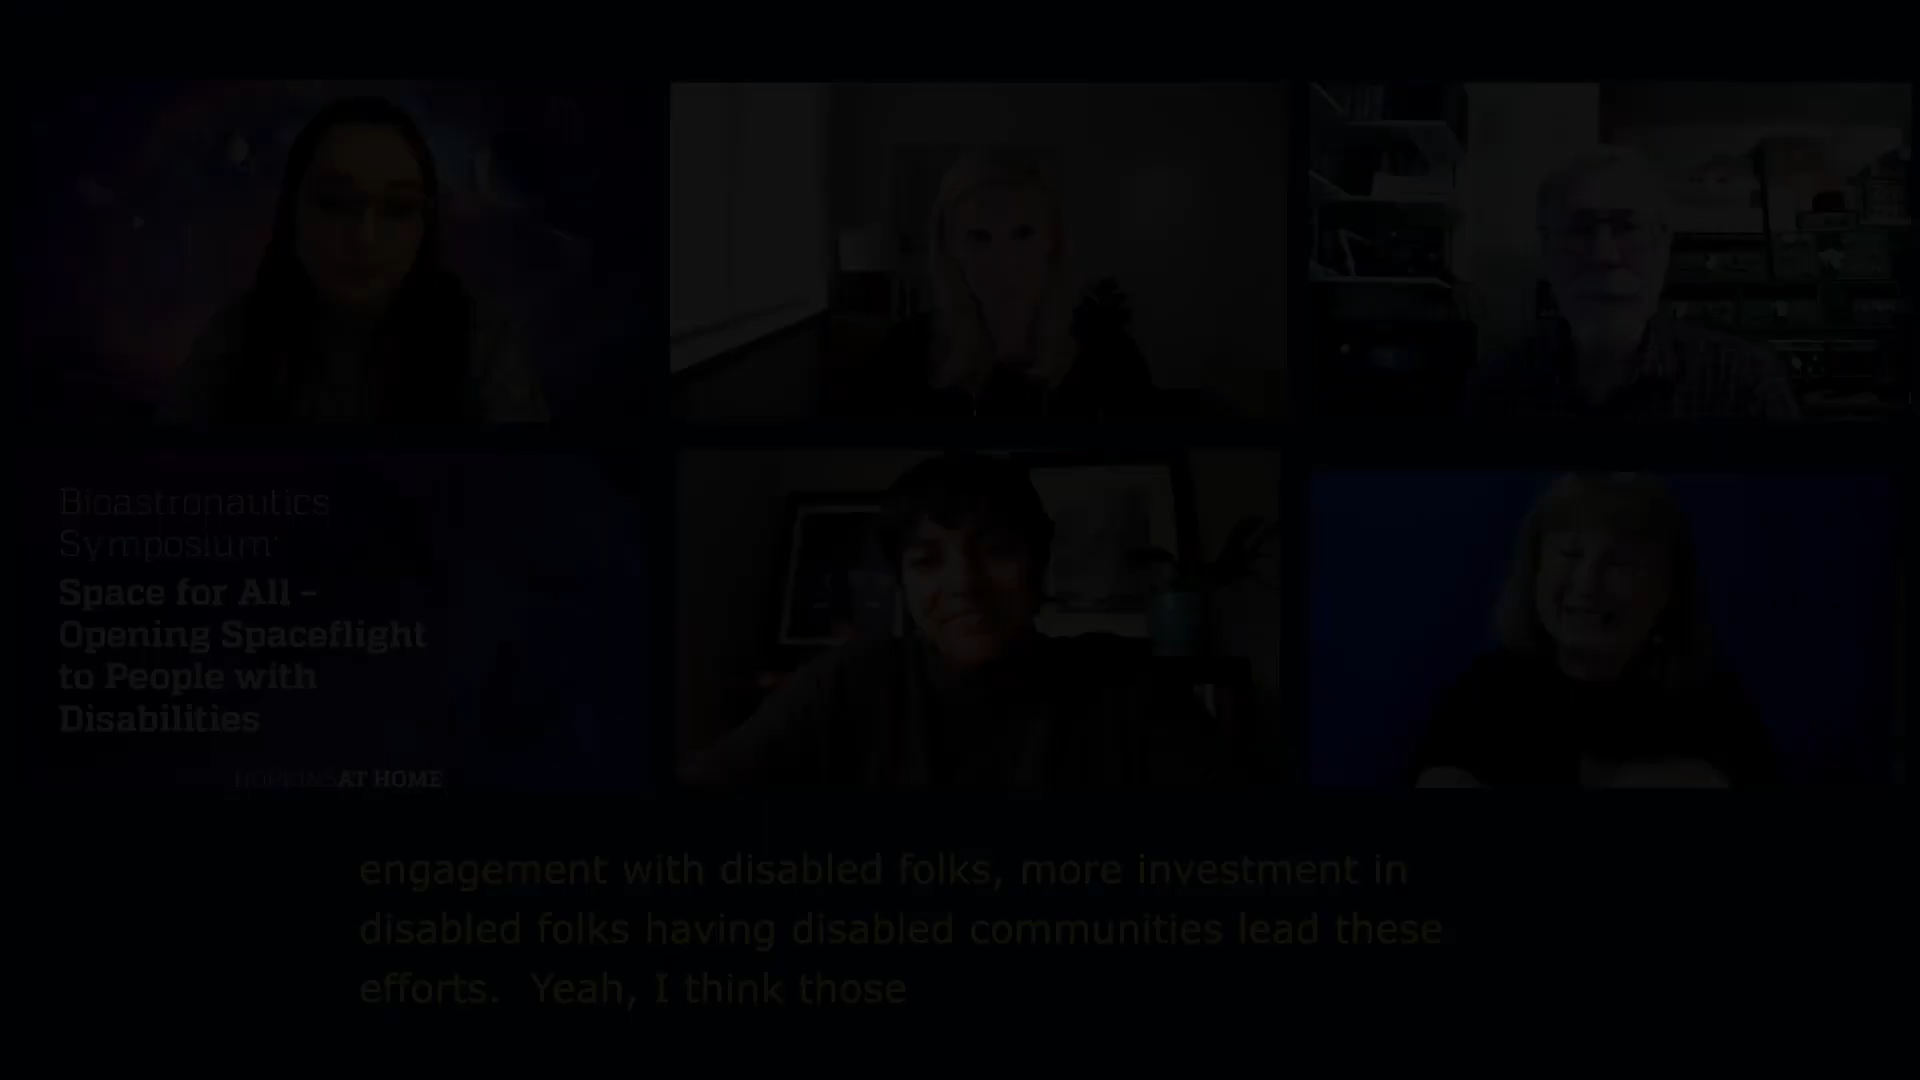 Bioastronautics
Symposium:
Space for All –
Opening Spaceflight
to People with
Disabilities
HOPKINSAT HOME
engagement with disabled folks, more investment in
disabled folks having disabled communities lead these
efforts.  Yeah, I think those